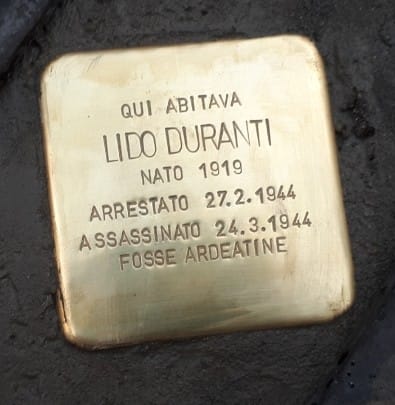 QUI ABITAVA
LIDO DURANTI
NATO 1919
ARRESTATO 27.2.1944
ASSASSINATO 24.3.1944
FOSSE ARDEATINE